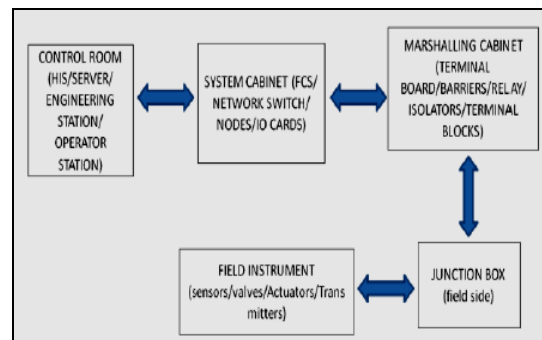 CONTROL ROOM
(HIS/SERVER/
ENGINEERING
STATION/
OPERATOR
STATION)
SYSTEM CABINET (FCS/
NETWORK SWITCH/
NODES/IO CARDS)
MARSHALLING CABINET
(TERMINAL
BOARD/BARRIERS/RELAY/
ISOLATORS/TERMINAL
BLOCKS)
FIELD INSTRUMENT
(sensors/valves/Actuators/Trans
mitters)
JUNCTION BOX
(field side)